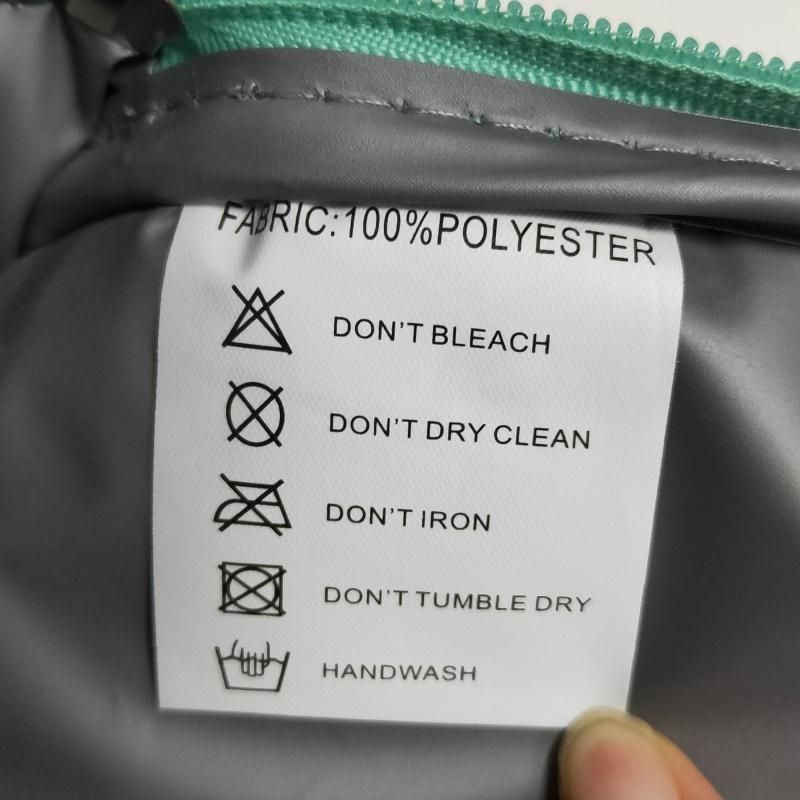 FABRIC:100%POLYESTER
DON'T BLEACH
DON'T DRY CLEAN
DON'T IRON
DON'T TUMBLE DRY
HANDWASH